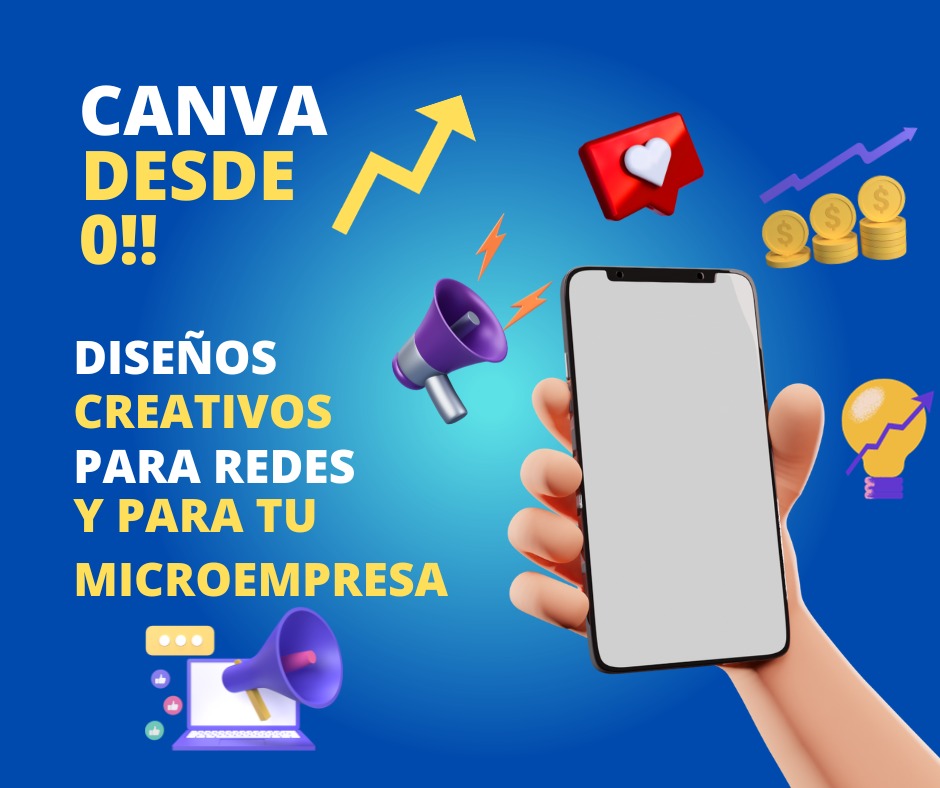 CANVA
DESDE
0!!
DISEÑOS
CREATIVOS
PARA REDES
Y PARA TU
MICROEMPRESA